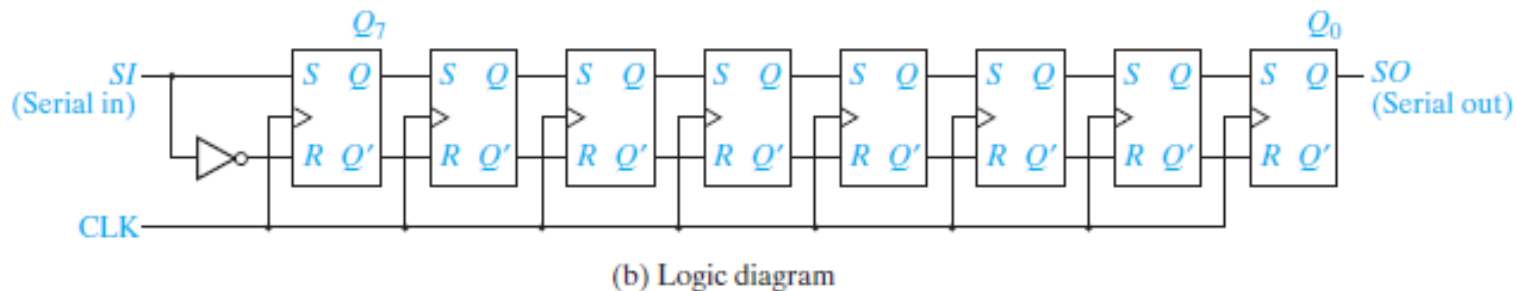 Q7 Q0
SI S Q S Q S Q S Q S Q S Q S Q S Q SO
(Serial in) (Serial out)
R Q' R Q' R Q' R Q' R Q' R Q' R Q' R Q'
CLK
(b) Logic diagram